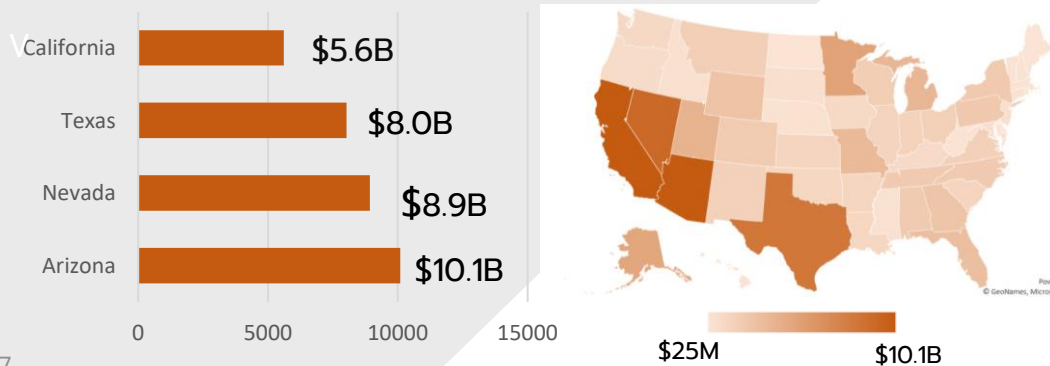 V
California
$5.6B
Texas
$8.0B
Nevada
$8.9B
Arizona
$10.1B
0 5000 10000 15000
7
© GeoNames, Micros
$25M
$10.1B